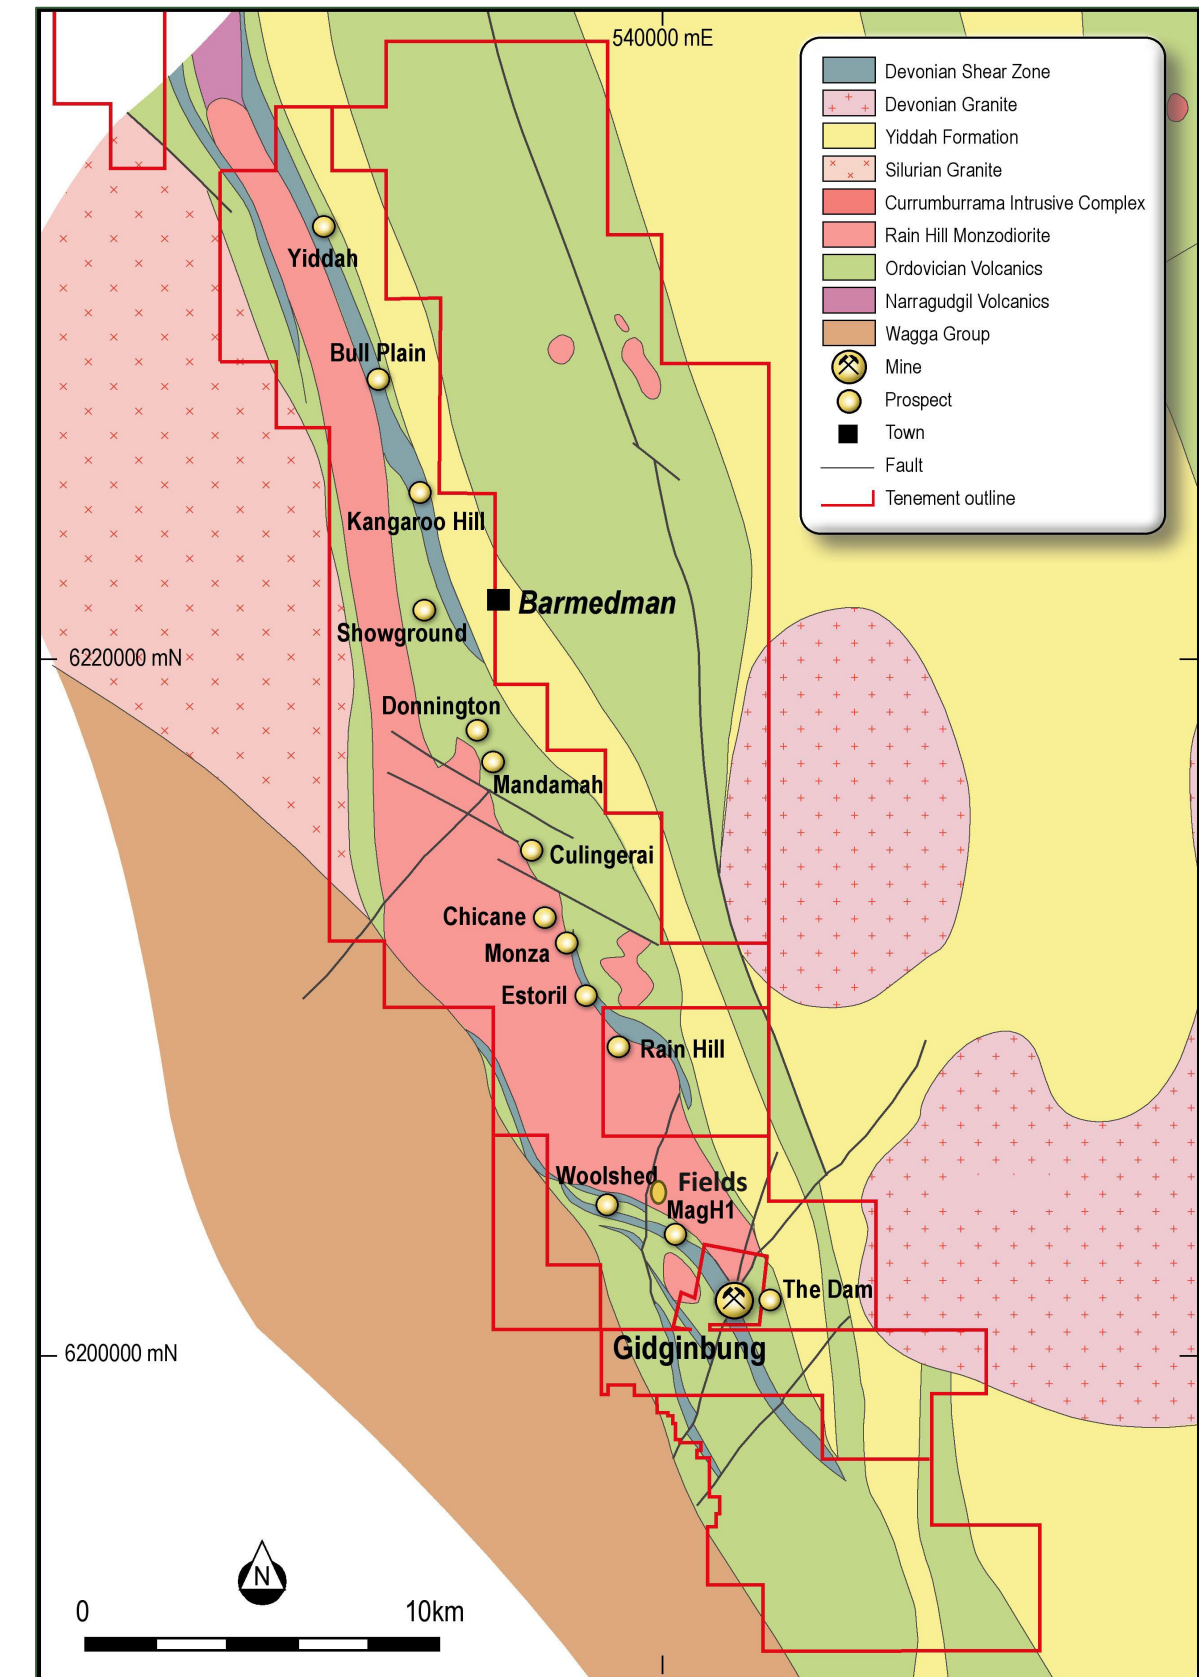 540000 mE
Devonian Shear Zone
Devonian Granite
Yiddah Formation
Silurian Granite
Currumburrama Intrusive Complex
Rain Hill Monzodiorite
Ordovician Volcanics
Narragudgil Volcanics
Wagga Group
Mine
Prospect
Town
Fault
Tenement outline
Yiddah
Bull Plain
Kangaroo Hill
Barmedman
Showground
6220000 mN
Donnington
Mandamah
Culingerai
Chicane
Monza
Estoril
Rain Hill
Woolshed
Fields
MagH1
The Dam
Gidginbung
6200000 mN
N
0 10km